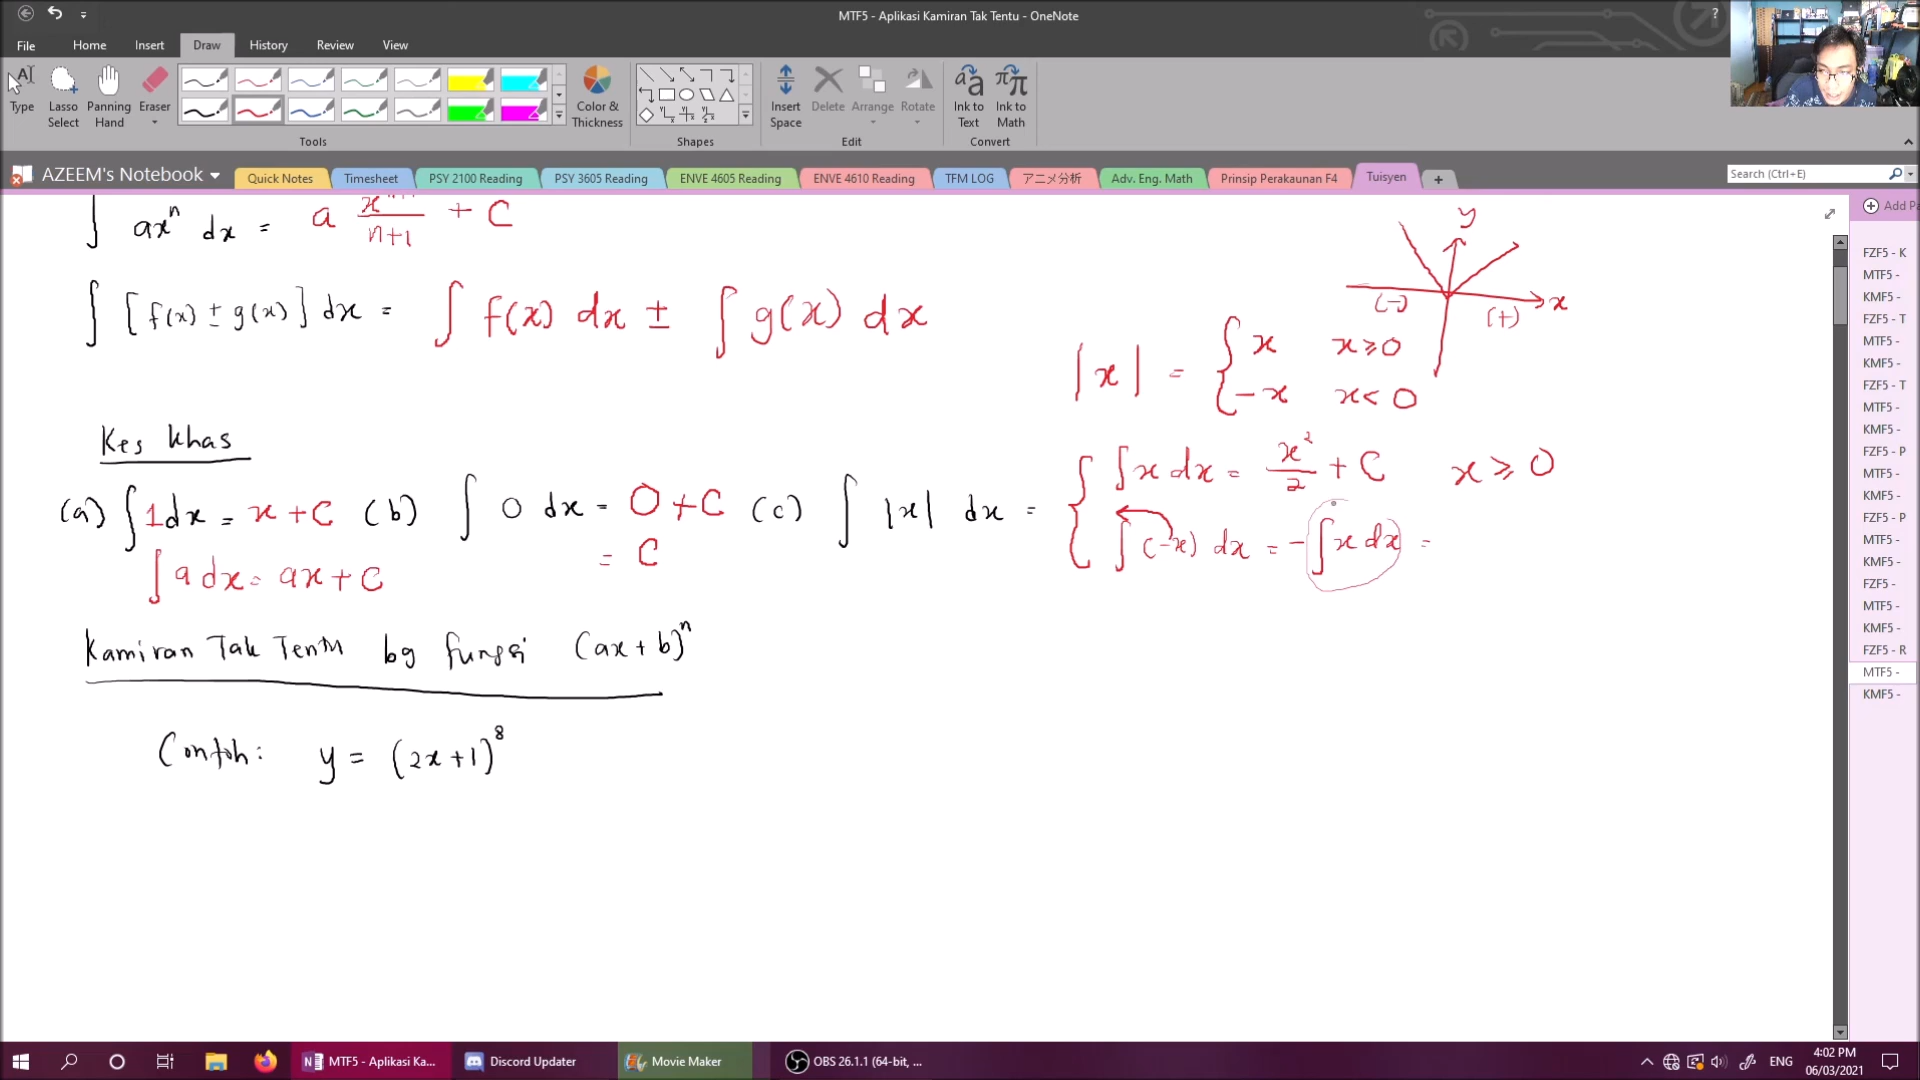 MTF5 - Aplikasi Kamiran Tak Tentu - OneNote
?
File Home Insert Draw History Review View
Type
Lasso Select
Panning Hand
Eraser
Color & Thickness
Insert Space
Delete
Arrange
Rotate
Ink to Text
Ink to Math
Tools Shapes Edit Convert
AZEEM's Notebook
Quick Notes Timesheet PSY 2100 Reading PSY 3605 Reading ENVE 4605 Reading ENVE 4610 Reading TFM LOG アニメ分析 Adv. Eng. Math Prinsip Perakaunan F4 Tuisyen +
Search (Ctrl+E)
Add Pa
∫ axⁿ dx = a xⁿ⁺¹/n+1 + C
∫ [f(x) ± g(x)] dx = ∫ f(x) dx ± ∫ g(x) dx
y
x
(-) (+)
|x| = { x x≥0
-x x<0
Kes khas
(a) ∫ 1dx = x + C (b) ∫ 0 dx = 0 + C (c) ∫ |x| dx = { ∫ x dx = x²/2 + C x ≥ 0
∫ (-x) dx = -∫ x dx =
∫ a dx = ax + C
= C
Kamiran Tak Tentu bg fungsi (ax + b)ⁿ
Contoh: y = (2x+1)⁸
FZF5 - K
MTF5 -
KMF5 -
FZF5 - T
MTF5 -
KMF5 -
FZF5 - T
MTF5 -
KMF5 -
FZF5 - P
MTF5 -
KMF5 -
FZF5 - P
MTF5 -
KMF5 -
FZF5 -
MTF5 -
KMF5 -
FZF5 - R
MTF5 -
KMF5 -
MTF5 - Aplikasi Ka...
Discord Updater
Movie Maker
OBS 26.1.1 (64-bit, ...
ENG
4:02 PM
06/03/2021